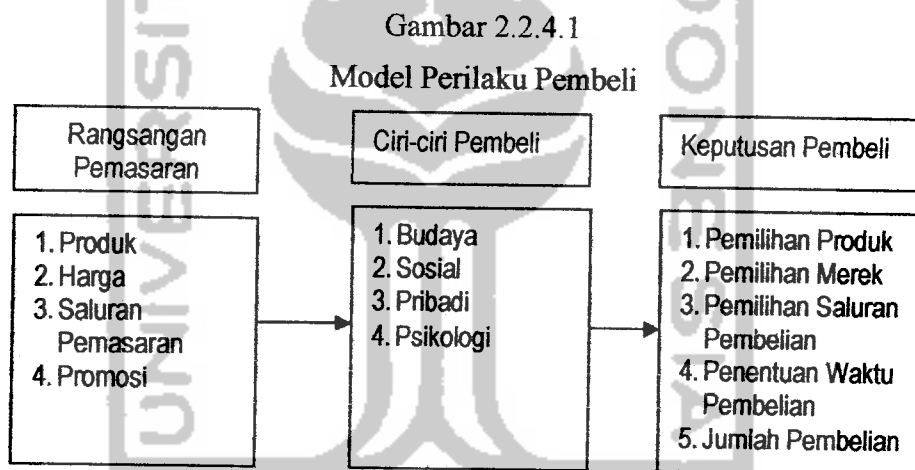 Gambar 2.2.4.1
Model Perilaku Pembeli
Rangsangan
Pemasaran
Ciri-ciri Pembeli
Keputusan Pembeli
1. Produk
2. Harga
3. Saluran
Pemasaran
4. Promosi
1. Budaya
2. Sosial
3. Pribadi
4. Psikologi
1. Pemilihan Produk
2. Pemilihan Merek
3. Pemilihan Saluran
Pembelian
4. Penentuan Waktu
Pembelian
5. Jumlah Pembelian
UNIVERSIT
ONESIA